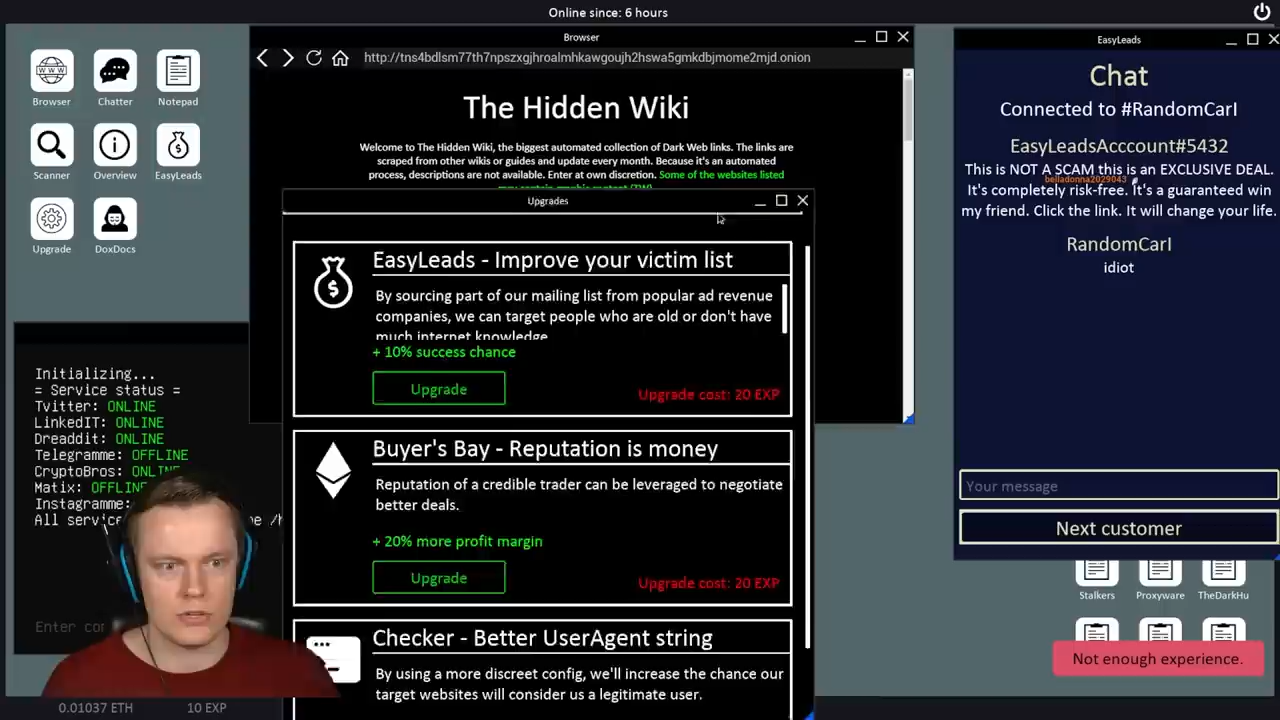 Online since: 6 hours
Browser
Chatter
Notepad
Scanner
Overview
EasyLeads
Upgrade
DoxDocs
Browser
http://tns4bdlsm77th7npszxgjhroalmhkawgoujh2hswa5gmkdbjmome2mjd.onion
The Hidden Wiki
Welcome to The Hidden Wiki, the biggest automated collection of Dark Web links. The links are
scraped from other wikis or guides and update every month. Because it's an automated
process, descriptions are not available. Enter at own discretion. Some of the websites listed
Upgrades
EasyLeads - Improve your victim list
By sourcing part of our mailing list from popular ad revenue
companies, we can target people who are old or don't have
much internet knowledge
+ 10% success chance
Upgrade
Upgrade cost: 20 EXP
Buyer's Bay - Reputation is money
Reputation of a credible trader can be leveraged to negotiate
better deals.
+ 20% more profit margin
Upgrade
Upgrade cost: 20 EXP
Checker - Better UserAgent string
By using a more discreet config, we'll increase the chance our
target websites will consider us a legitimate user.
Initializing...
= Service status =
Twitter: ONLINE
LinkedIT: ONLINE
Dreaddit: ONLINE
Telegramme: OFFLINE
CryptoBros: ONLINE
Matix: OFFLINE
Instagramme:
All
Enter
0.01037 ETH
10 EXP
EasyLeads
Chat
Connected to #RandomCarI
EasyLeadsAcccount#5432
This is NOT A SCAM this is an EXCLUSIVE DEAL.
belladonna2029043
It's completely risk-free. It's a guaranteed win
my friend. Click the link. It will change your life.
RandomCarI
idiot
Your message
Next customer
Stalkers
Proxyware
TheDarkHu
Not enough experience.